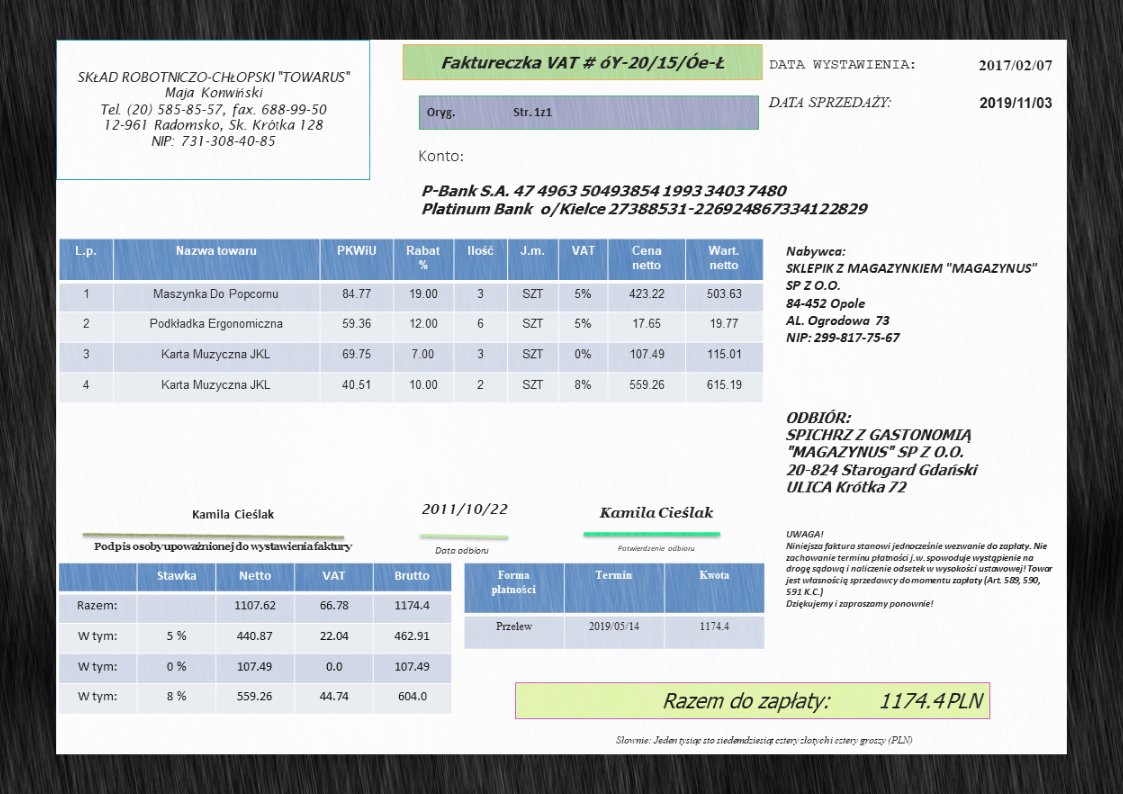 SKŁAD ROBOTNICZO-CHŁOPSKI "TOWARUS"
Maja Konwiński
Tel. (20) 585-85-57, fax. 688-99-50
12-961 Radomsko, Sk. Krótka 128
NIP: 731-308-40-85
Faktureczka VAT # óY-20/15/Óe-Ł
DATA WYSTAWIENIA: 2017/02/07
Oryg. Str. 1z1
DATA SPRZEDAŻY: 2019/11/03
Konto:
P-Bank S.A. 47 4963 50493854 1993 3403 7480
Platinum Bank o/Kielce 27388531-226924867334122829
L.p. Nazwa towaru PKWiU Rabat % Ilość J.m. VAT Cena netto Wart. netto
1 Maszynka Do Popcornu 84.77 19.00 3 SZT 5% 423.22 503.63
2 Podkładka Ergonomiczna 59.36 12.00 6 SZT 5% 17.65 19.77
3 Karta Muzyczna JKL 69.75 7.00 3 SZT 0% 107.49 115.01
4 Karta Muzyczna JKL 40.51 10.00 2 SZT 8% 559.26 615.19
Nabywca:
SKLEPIK Z MAGAZYNKIEM "MAGAZYNUS"
SP Z O.O.
84-452 Opole
AL. Ogrodowa 73
NIP: 299-817-75-67
ODBIÓR:
SPICHRZ Z GASTONOMIĄ
"MAGAZYNUS" SP Z O.O.
20-824 Starogard Gdański
ULICA Krótka 72
Kamila Cieślak
Podpis osoby upoważnionej do wystawienia faktury
2011/10/22
Data odbioru
Kamila Cieślak
Potwierdzenie odbioru
UWAGA!
Niniejsza faktura stanowi jednocześnie wezwanie do zapłaty. Nie
zachowanie terminu płatności j.w. spowoduje wystąpienie na
drogę sądową i naliczenie odsetek w wysokości ustawowej! Towar
jest własnością sprzedawcy do momentu zapłaty (Art. 589, 590,
591 K.C.)
Dziękujemy i zapraszamy ponownie!
Stawka Netto VAT Brutto
Razem: 1107.62 66.78 1174.4
W tym: 5 % 440.87 22.04 462.91
W tym: 0 % 107.49 0.0 107.49
W tym: 8 % 559.26 44.74 604.0
Forma płatności Termin Kwota
Przelew 2019/05/14 1174.4
Razem do zapłaty: 1174.4 PLN
Słownie: Jeden tysiąc sto siedemdziesiąt cztery złotych i cztery groszy (PLN)